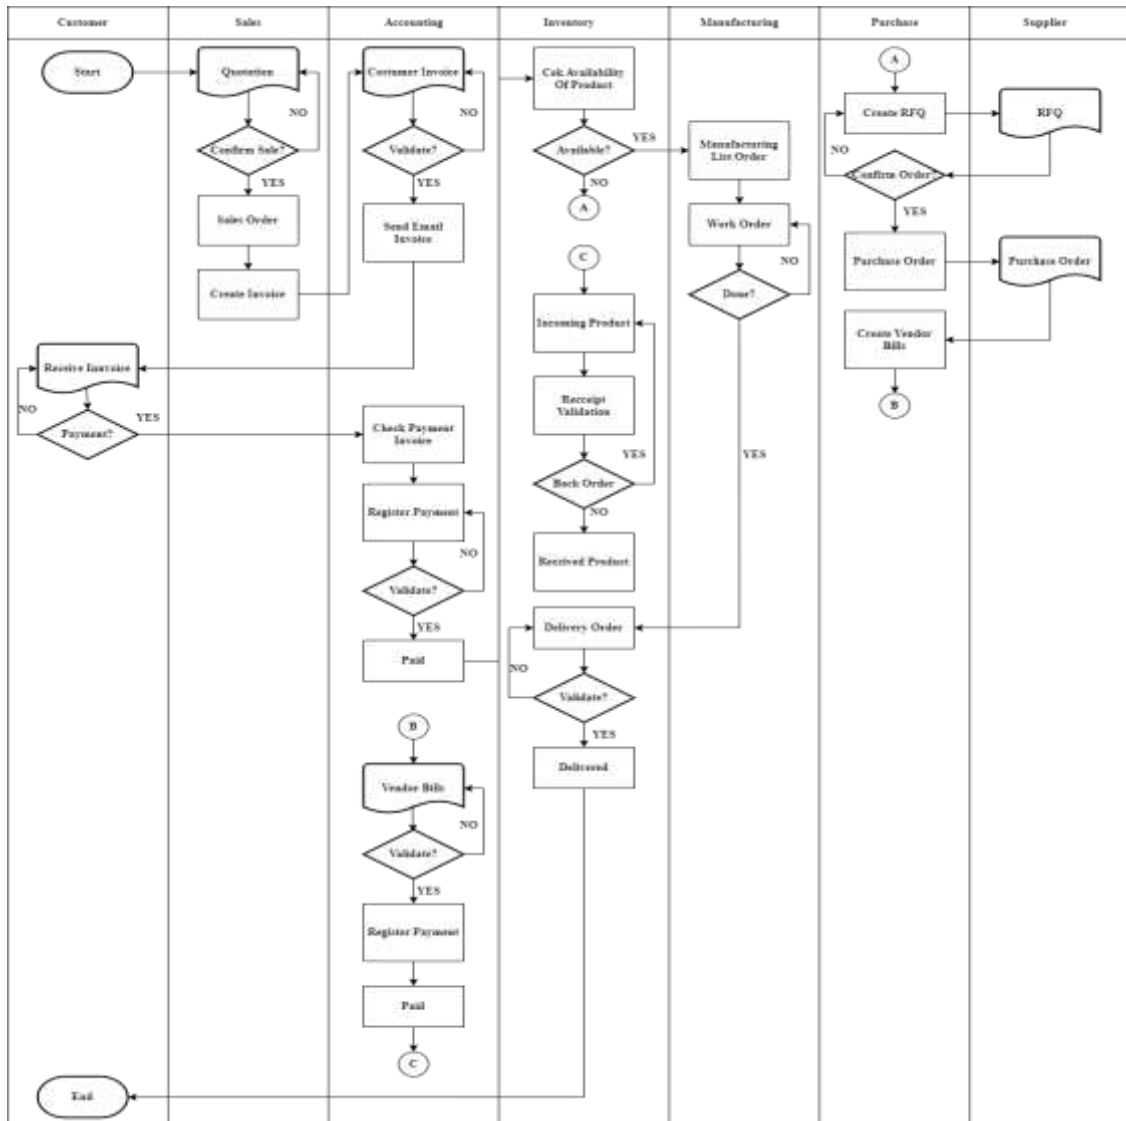 Customer
Sales
Accounting
Inventory
Manufacturing
Purchase
Supplier
Start
Quotation
NO
Confirm Sale?
YES
Sales Order
Create Invoice
Costumer Invoice
NO
Validate?
YES
Send Email
Invoice
Cek Availability
Of Product
Available?
YES
NO
A
Manufacturing
List Order
Work Order
NO
Done?
YES
A
Create RFQ
NO
Confirm Order?
YES
Purchase Order
Create Vendor
Bills
B
RFQ
Purchase Order
Receive Invoice
NO
Payment?
YES
Check Payment
Invoice
Register Payment
NO
Validate?
YES
Paid
C
Incoming Product
Receipt
Validation
YES
Back Order
NO
Received Product
Delivery Order
NO
Validate?
YES
Delivered
B
Vendor Bills
NO
Validate?
YES
Register Payment
Paid
C
End